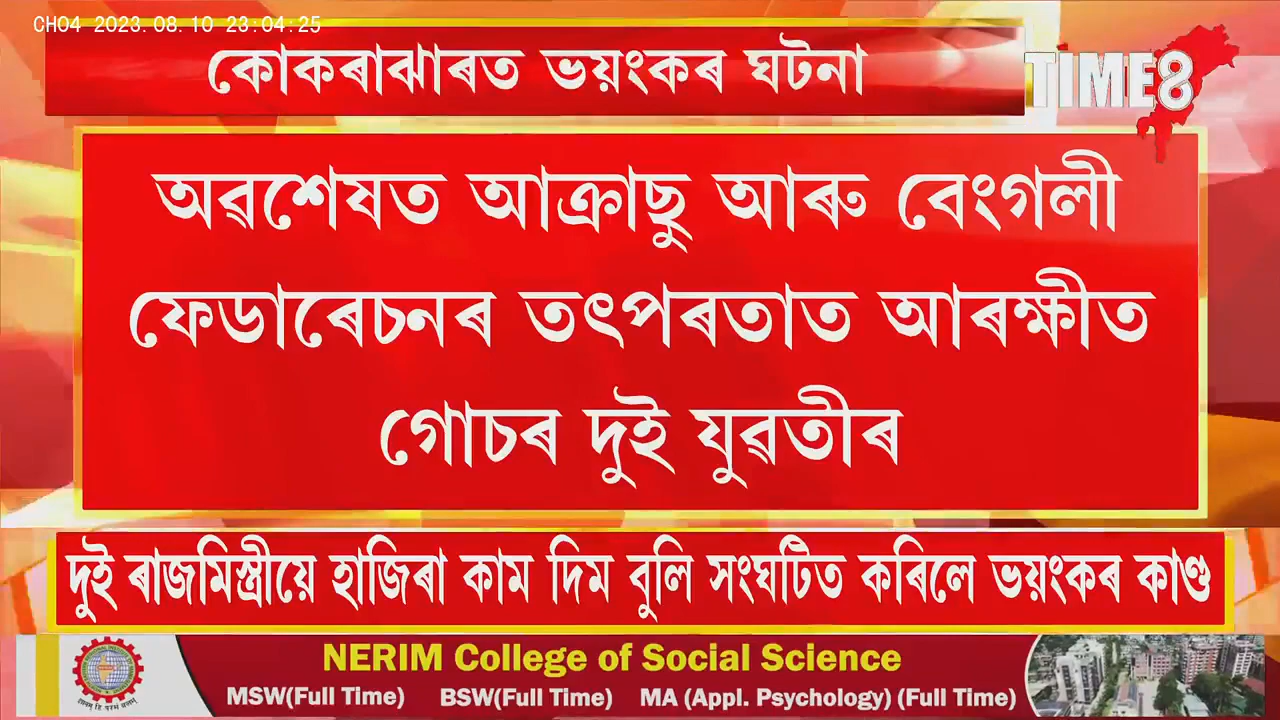 CH04 2023.08.10 23:04:25
কোকৰাঝাৰত ভয়ংকৰ ঘটনা
TIME8
অৱশেষত আক্ৰাছু আৰু বেংগলী
ফেডাৰেচনৰ তৎপৰতাত আৰক্ষীত
গোচৰ দুই যুৱতীৰ
দুই ৰাজমিস্ত্ৰীয়ে হাজিৰা কাম দিম বুলি সংঘটিত কৰিলে ভয়ংকৰ কাণ্ড
NERIM College of Social Science
MSW(Full Time) BSW(Full Time) MA (Appl. Psychology) (Full Time)